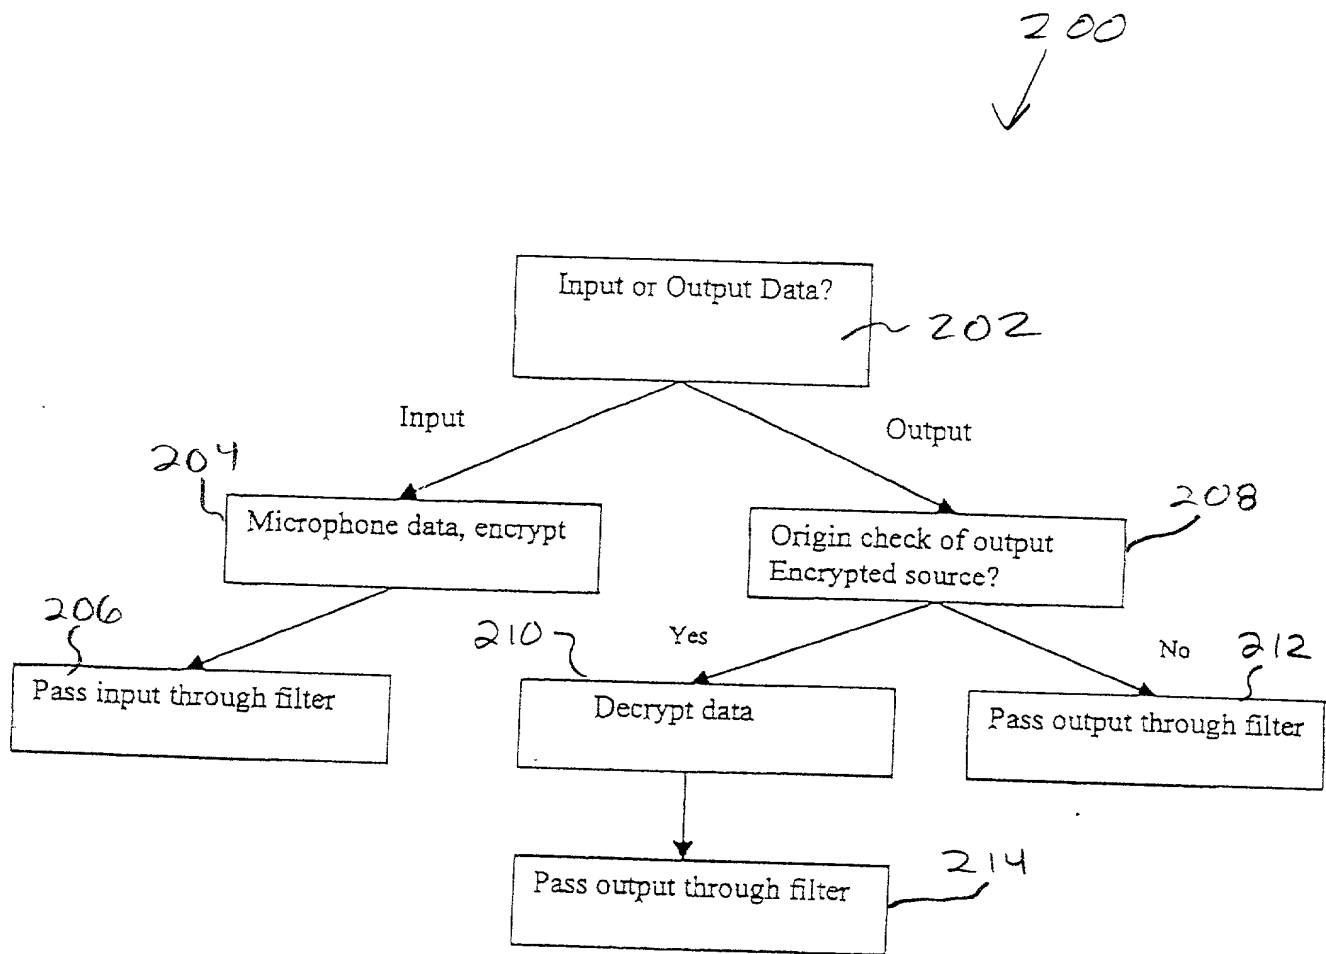 200
Input or Output Data?
202
Input
Output
204
Microphone data, encrypt
208
Origin check of output
Encrypted source?
206
Pass input through filter
210
Yes
Decrypt data
No
212
Pass output through filter
Pass output through filter
214